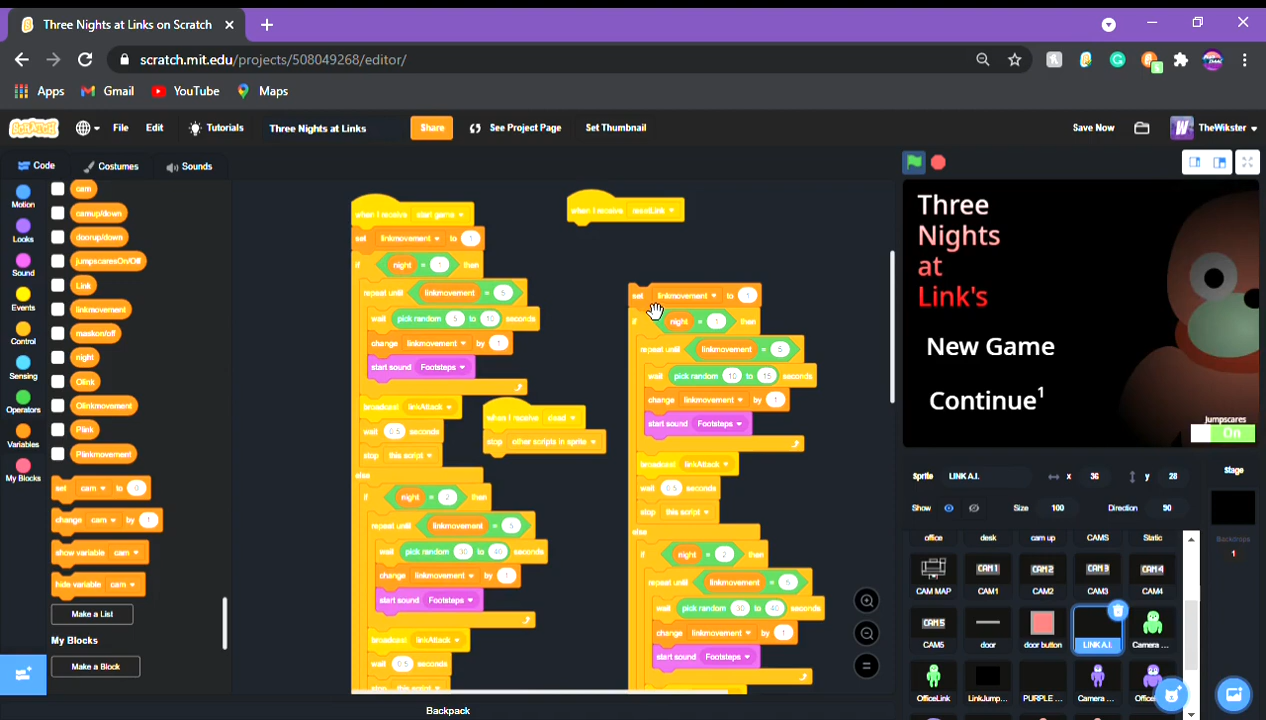 Three Nights at Links on Scratch
scratch.mit.edu/projects/508049268/editor/
Apps
Gmail
YouTube
Maps
SCRATCH
File
Edit
Tutorials
Three Nights at Links
Share
See Project Page
Set Thumbnail
Save Now
TheWikster
Code
Costumes
Sounds
Motion
Looks
Sound
Events
Control
Sensing
Operators
Variables
My Blocks
cam
camup/down
doorup/down
jumpscaresOn/Off
Link
linkmovement
maskon/off
night
Olink
Olinkmovement
Plink
Plinkmovement
set cam to 0
change cam by 1
show variable cam
hide variable cam
Make a List
My Blocks
Make a Block
when I receive start game
set linkmovement to 1
if night = 1 then
repeat until linkmovement = 5
wait pick random 5 to 10 seconds
change linkmovement by 1
start sound Footsteps
broadcast linkAttack
wait 0.5 seconds
stop this script
else
if night = 2 then
repeat until linkmovement = 5
wait pick random 30 to 40 seconds
change linkmovement by 1
start sound Footsteps
broadcast linkAttack
wait 0.5 seconds
stop this script
when I receive dead
stop other scripts in sprite
when I receive resetLink
set linkmovement to 1
if night = 1 then
repeat until linkmovement = 5
wait pick random 10 to 15 seconds
change linkmovement by 1
start sound Footsteps
broadcast linkAttack
wait 0.5 seconds
stop this script
else
if night = 2 then
repeat until linkmovement = 5
wait pick random 30 to 40 seconds
change linkmovement by 1
start sound Footsteps
Backpack
Three
Nights
at
Link's
New Game
Continue1
Jumpscares
On
Sprite LINK A.I. x 36 y 28
Show Size 100 Direction 90
Stage
Backdrops
1
office
desk
cam up
CAMS
Static
CAM1
CAM2
CAM3
CAM4
CAM MAP
CAM1
CAM2
CAM3
CAM4
CAM5
CAM5
door
door button
LINK A.I.
Camera ...
OfficeLink
LinkJump...
PURPLE ...
Camera ...